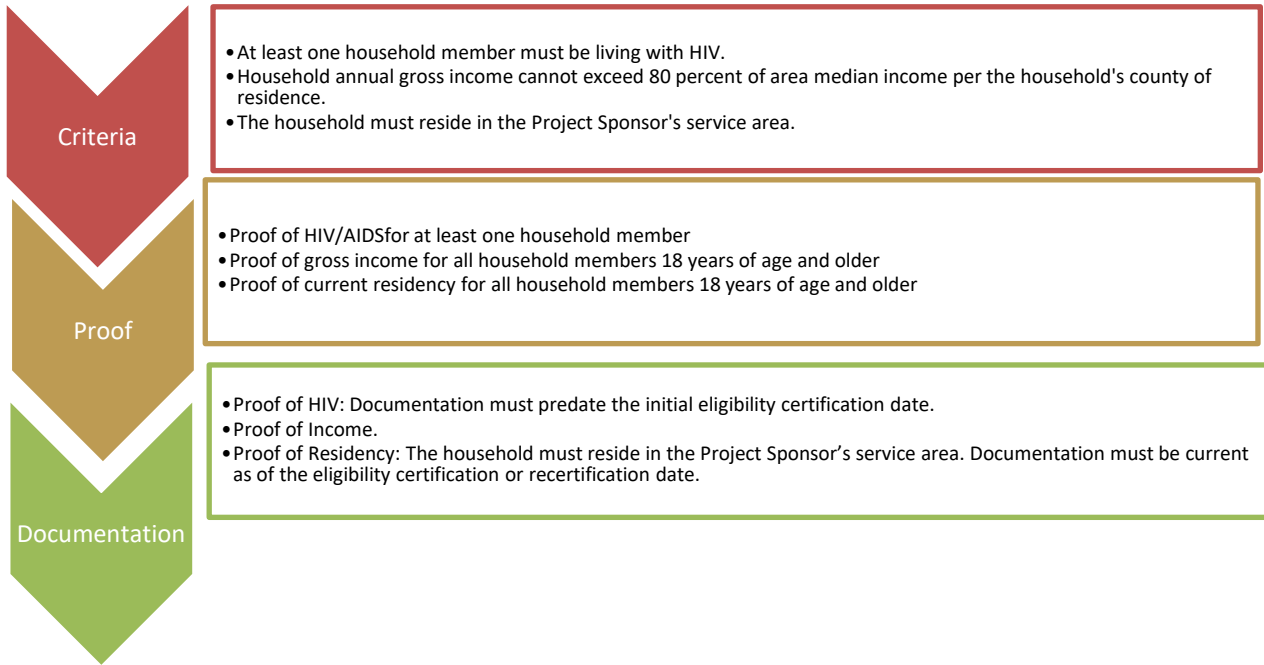 Criteria
•At least one household member must be living with HIV.
•Household annual gross income cannot exceed 80 percent of area median income per the household's county of
residence.
•The household must reside in the Project Sponsor's service area.
Proof
•Proof of HIV/AIDSfor at least one household member
•Proof of gross income for all household members 18 years of age and older
•Proof of current residency for all household members 18 years of age and older
Documentation
•Proof of HIV: Documentation must predate the initial eligibility certification date.
•Proof of Income.
•Proof of Residency: The household must reside in the Project Sponsor’s service area. Documentation must be current
as of the eligibility certification or recertification date.